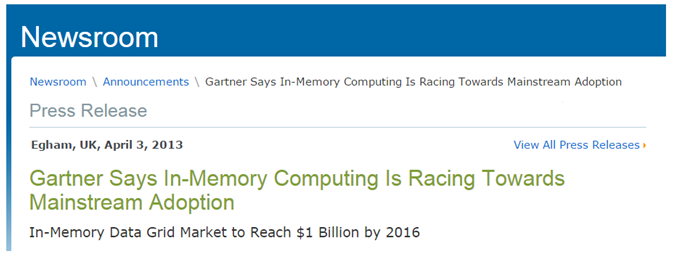 Newsroom
Newsroom \ Announcements \ Gartner Says In-Memory Computing Is Racing Towards Mainstream Adoption
Press Release
Egham, UK, April 3, 2013 View All Press Releases
Gartner Says In-Memory Computing Is Racing Towards
Mainstream Adoption
In-Memory Data Grid Market to Reach $1 Billion by 2016